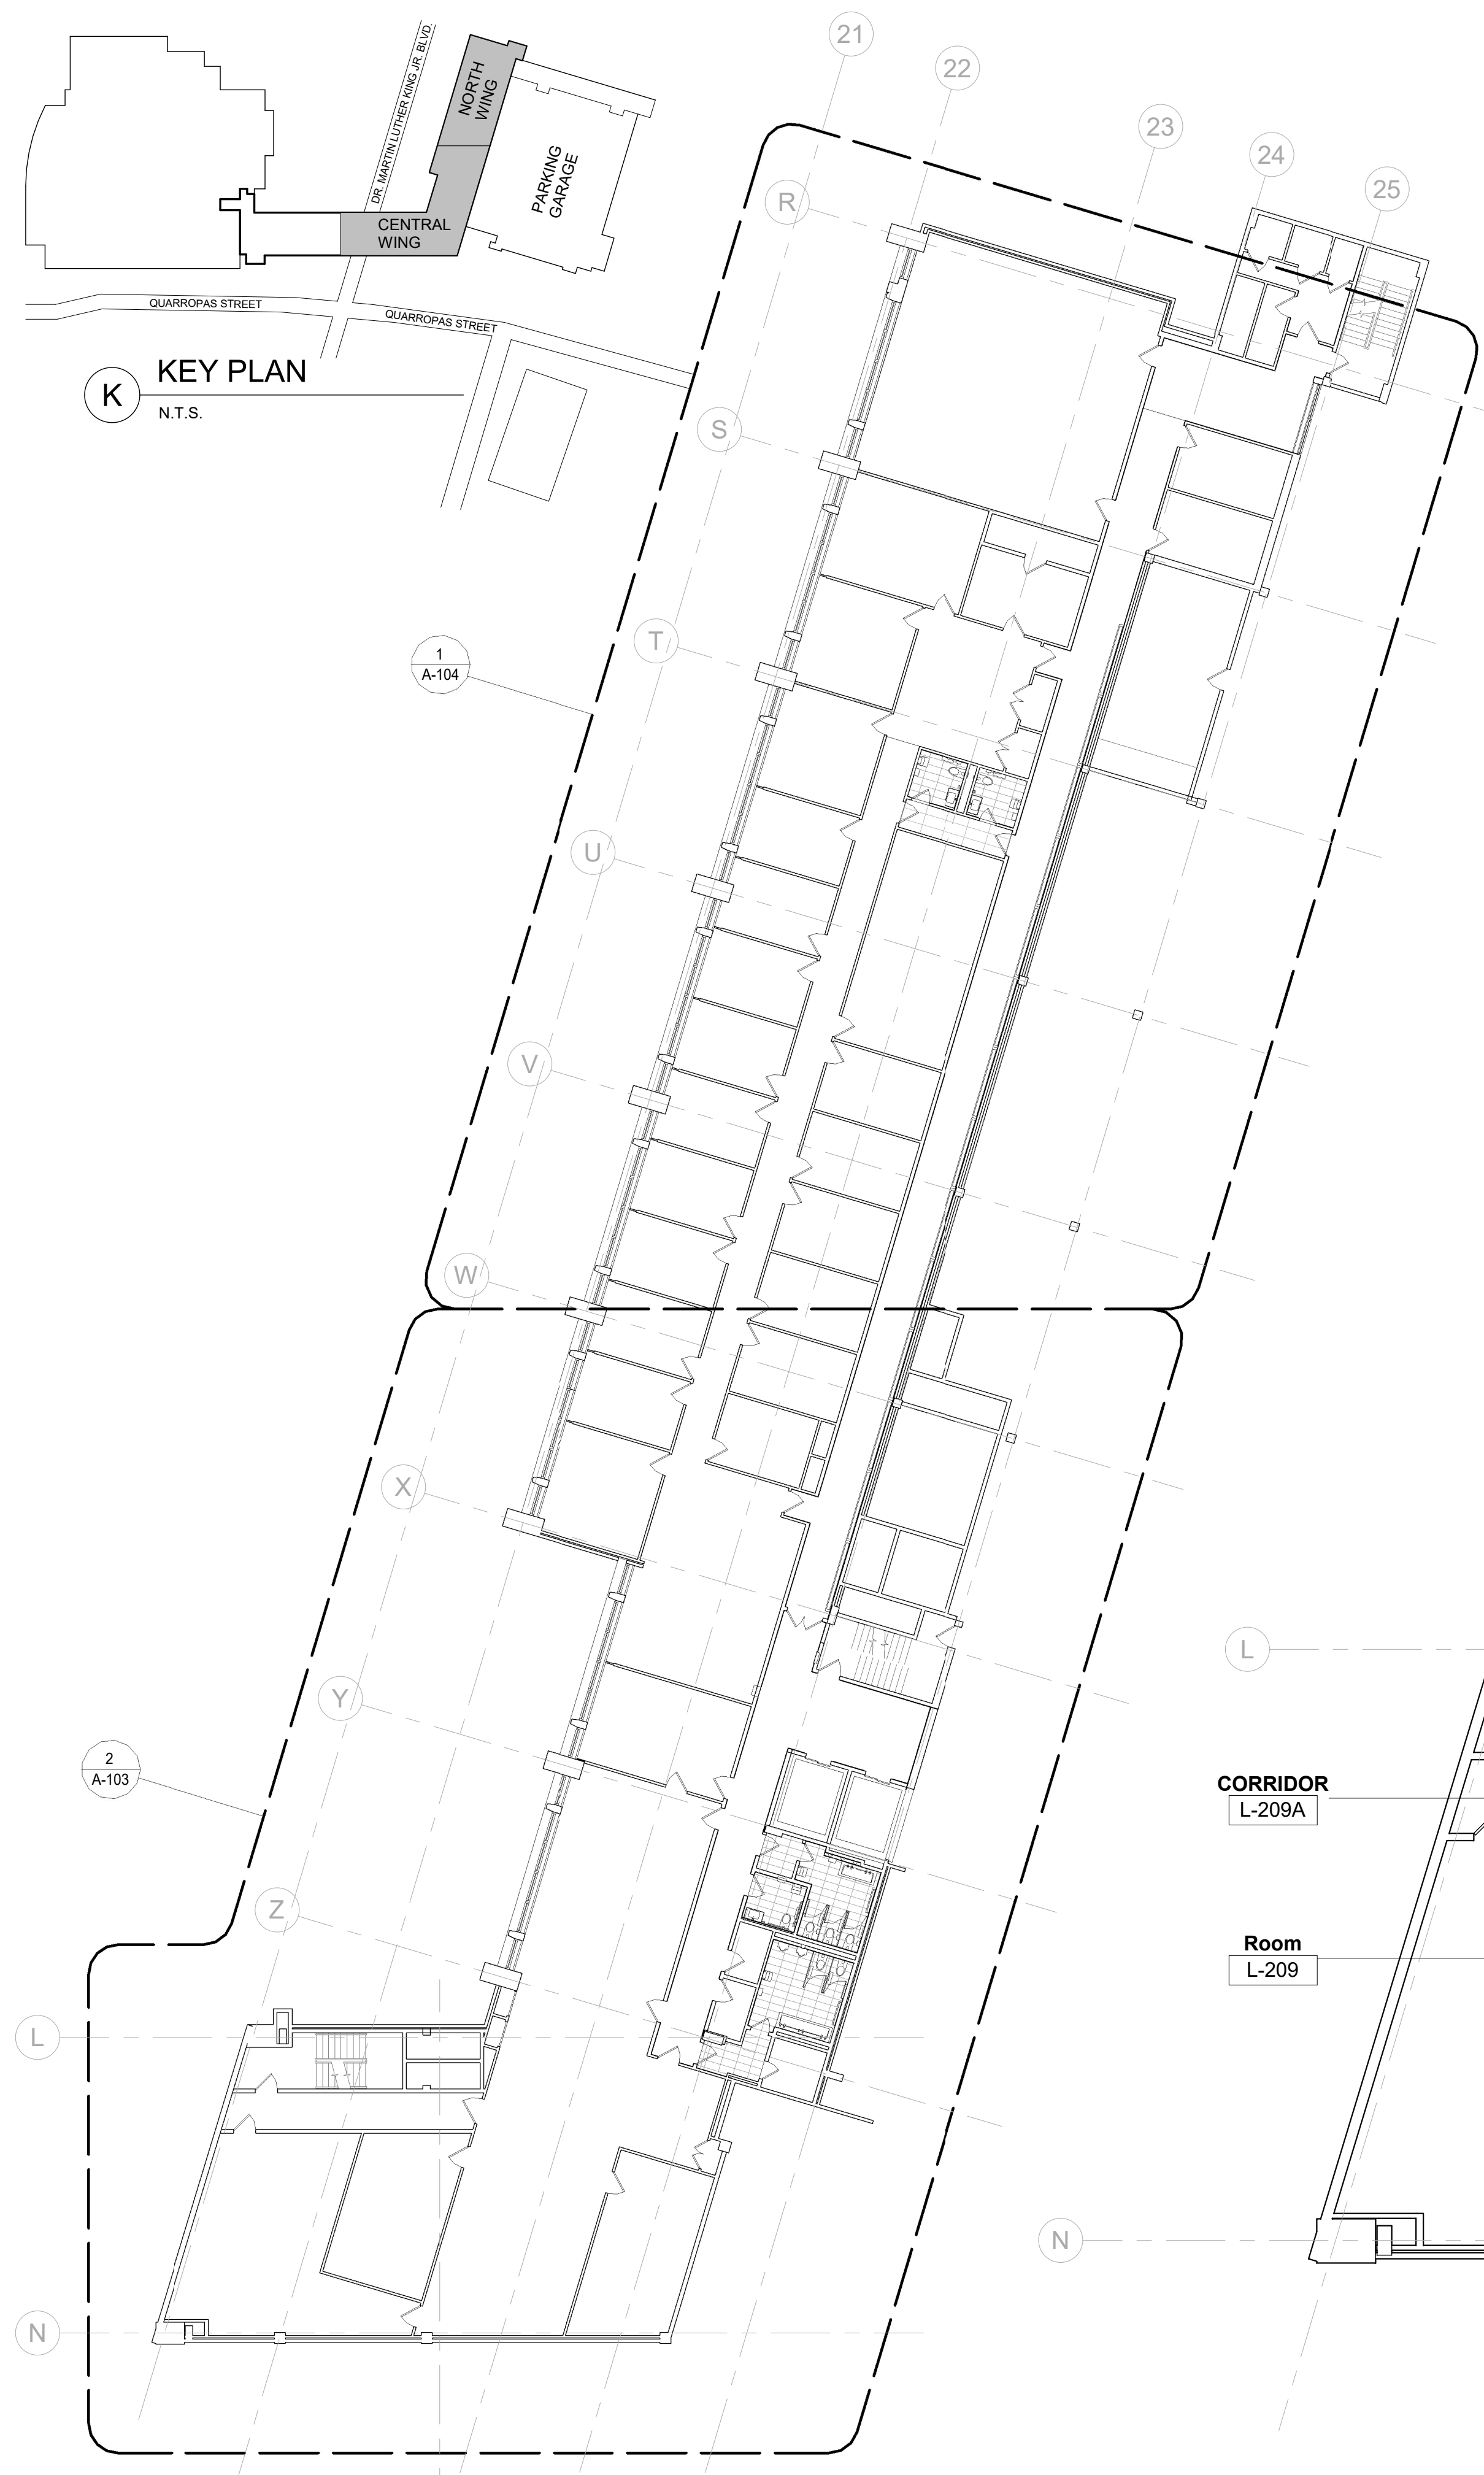 21
22
23
24
25
DR. MARTIN LUTHER KING JR. BLVD.
NORTH
WING
PARKING
GARAGE
CENTRAL
WING
QUARROPAS STREET
QUARROPAS STREET
K
KEY PLAN
N.T.S.
R
S
T
1
A-104
U
V
W
X
L
Y
2
A-103
CORRIDOR
L-209A
Z
Room
L-209
L
N
N